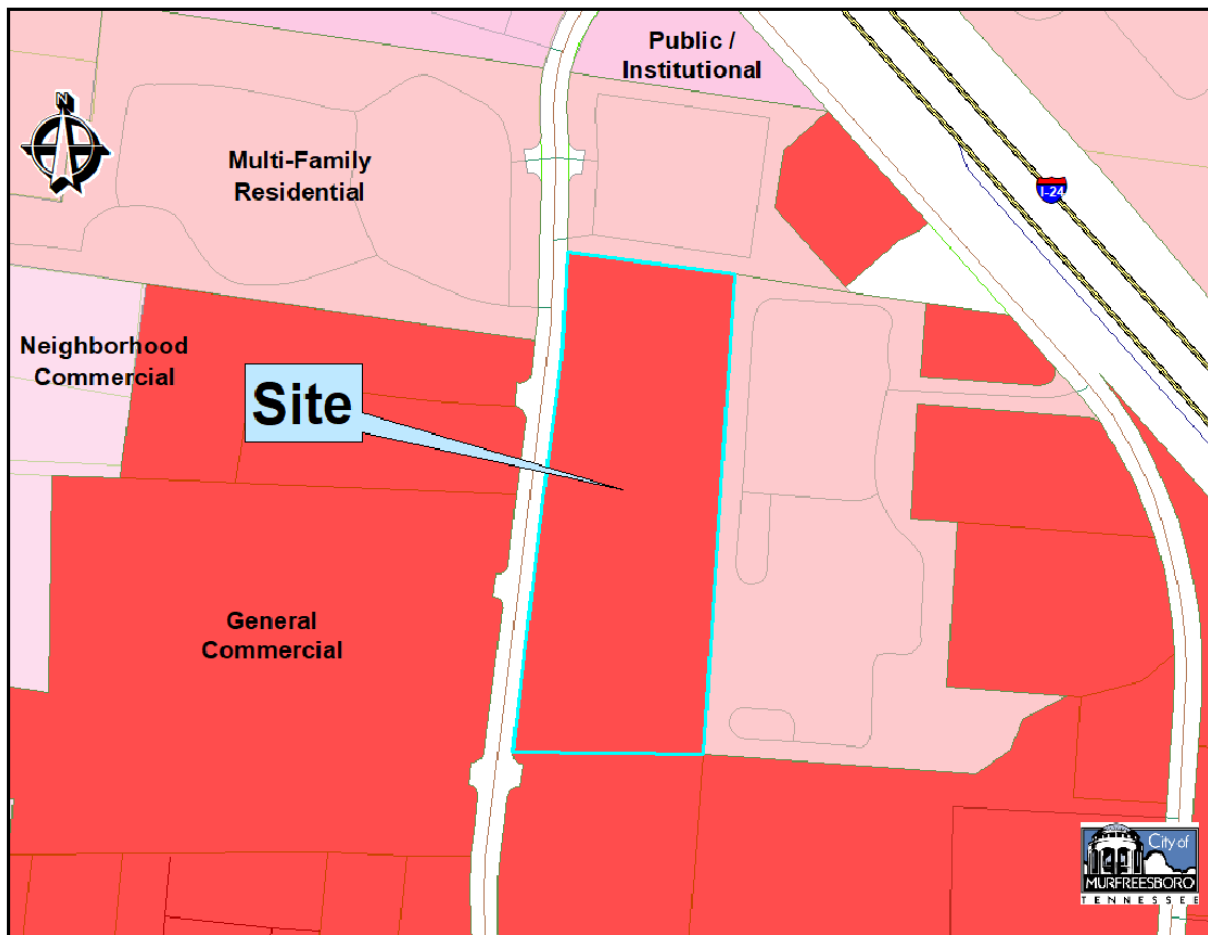 Public /
Institutional
N
Multi-Family
Residential
I-24
Neighborhood
Commercial
Site
General
Commercial
City of
MURFREESBORO
TENNESSEE